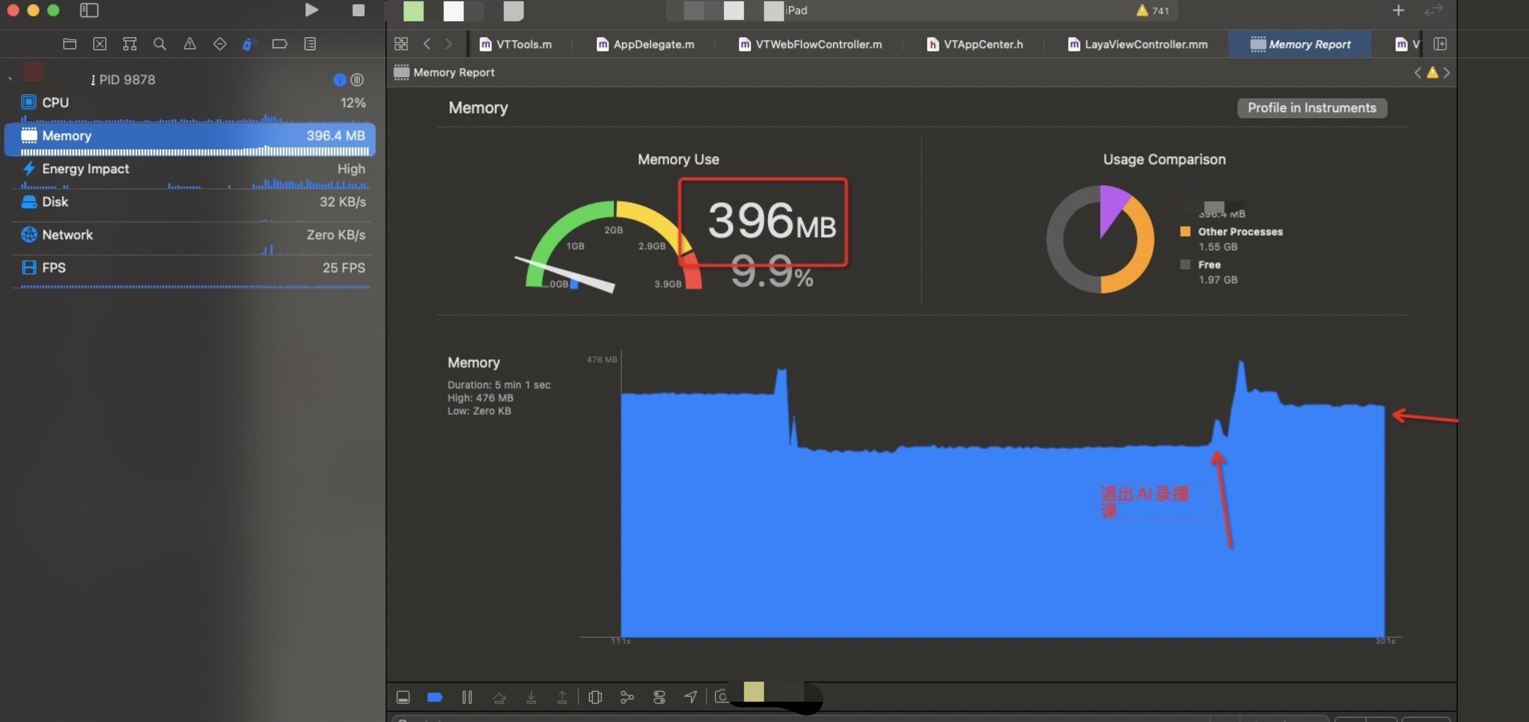 iPad
741
VTTools.m
AppDelegate.m
VTWebFlowController.m
VTAppCenter.h
LayaViewController.mm
Memory Report
V
PID 9878
CPU
12%
Memory
396.4 MB
Energy Impact
High
Disk
32 KB/s
Network
Zero KB/s
FPS
25 FPS
Memory Report
Memory
Profile in Instruments
Memory Use
0GB
1GB
2GB
2.9GB
3.9GB
396MB
9.9%
Usage Comparison
396.4 MB
Other Processes
1.55 GB
Free
1.97 GB
Memory
Duration: 5 min 1 sec
High: 476 MB
Low: Zero KB
476 MB
退出AI录播
课
111s
301s